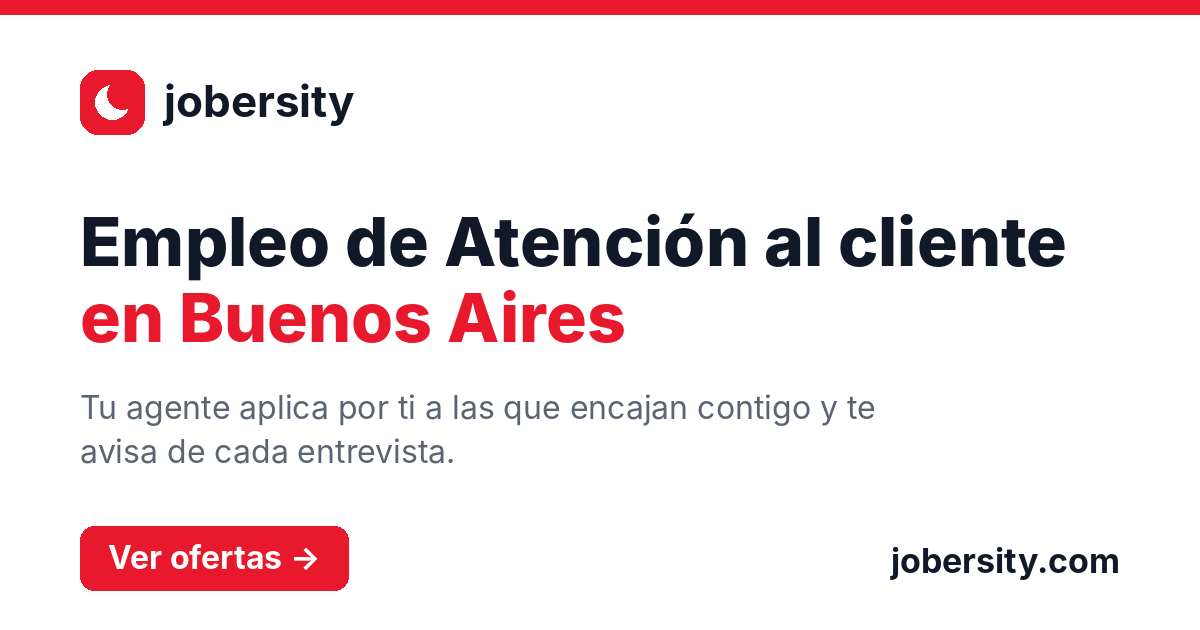 jobersity
Empleo de Atención al cliente
en Buenos Aires
Tu agente aplica por ti a las que encajan contigo y te
avisa de cada entrevista.
Ver ofertas →
jobersity.com